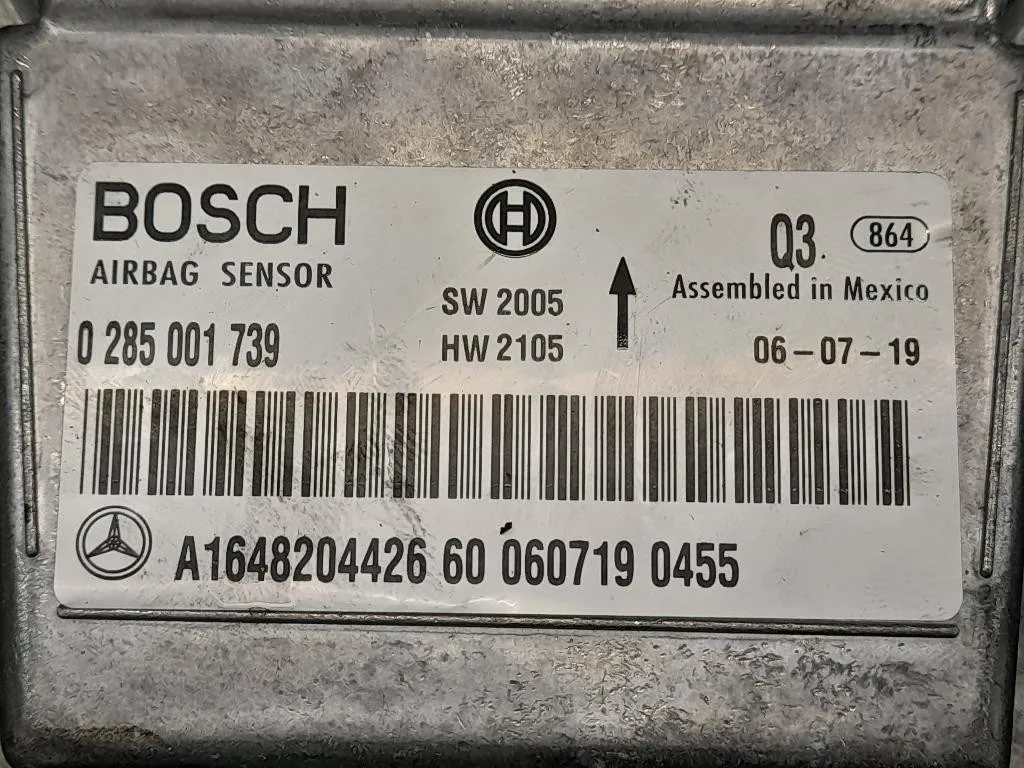 BOSCH
AIRBAG SENSOR
0 285 001 739
SW 2005
HW 2105
Q3 864
Assembled in Mexico
06-07-19
A1648204426 60 060719 0455